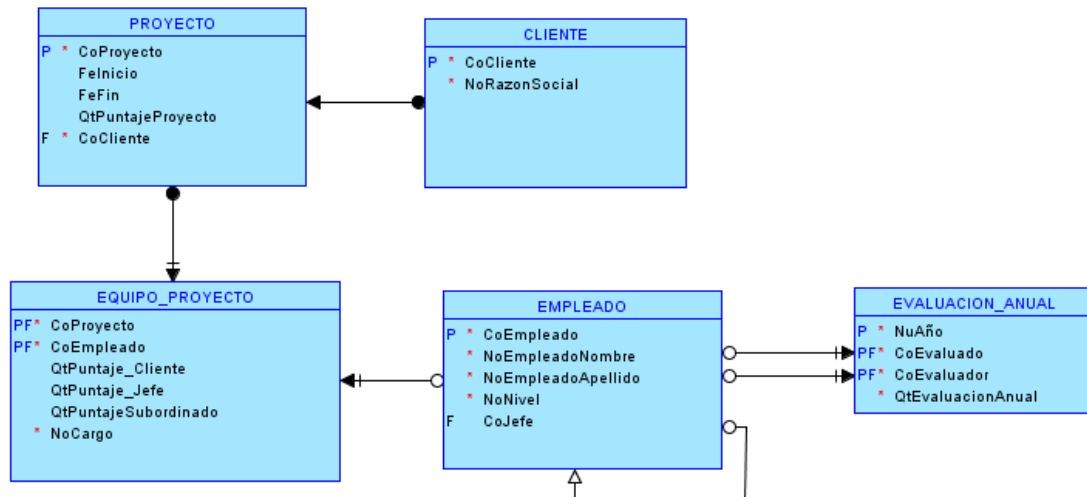 PROYECTO
P * CoProyecto
FeInicio
FeFin
QtPuntajeProyecto
F * CoCliente
CLIENTE
P * CoCliente
* NoRazonSocial
EQUIPO_PROYECTO
PF* CoProyecto
PF* CoEmpleado
QtPuntaje_Cliente
QtPuntaje_Jefe
QtPuntajeSubordinado
* NoCargo
EMPLEADO
P * CoEmpleado
* NoEmpleadoNombre
* NoEmpleadoApellido
* NoNivel
F CoJefe
EVALUACION_ANUAL
P * NuAño
PF* CoEvaluado
PF* CoEvaluador
* QtEvaluacionAnual